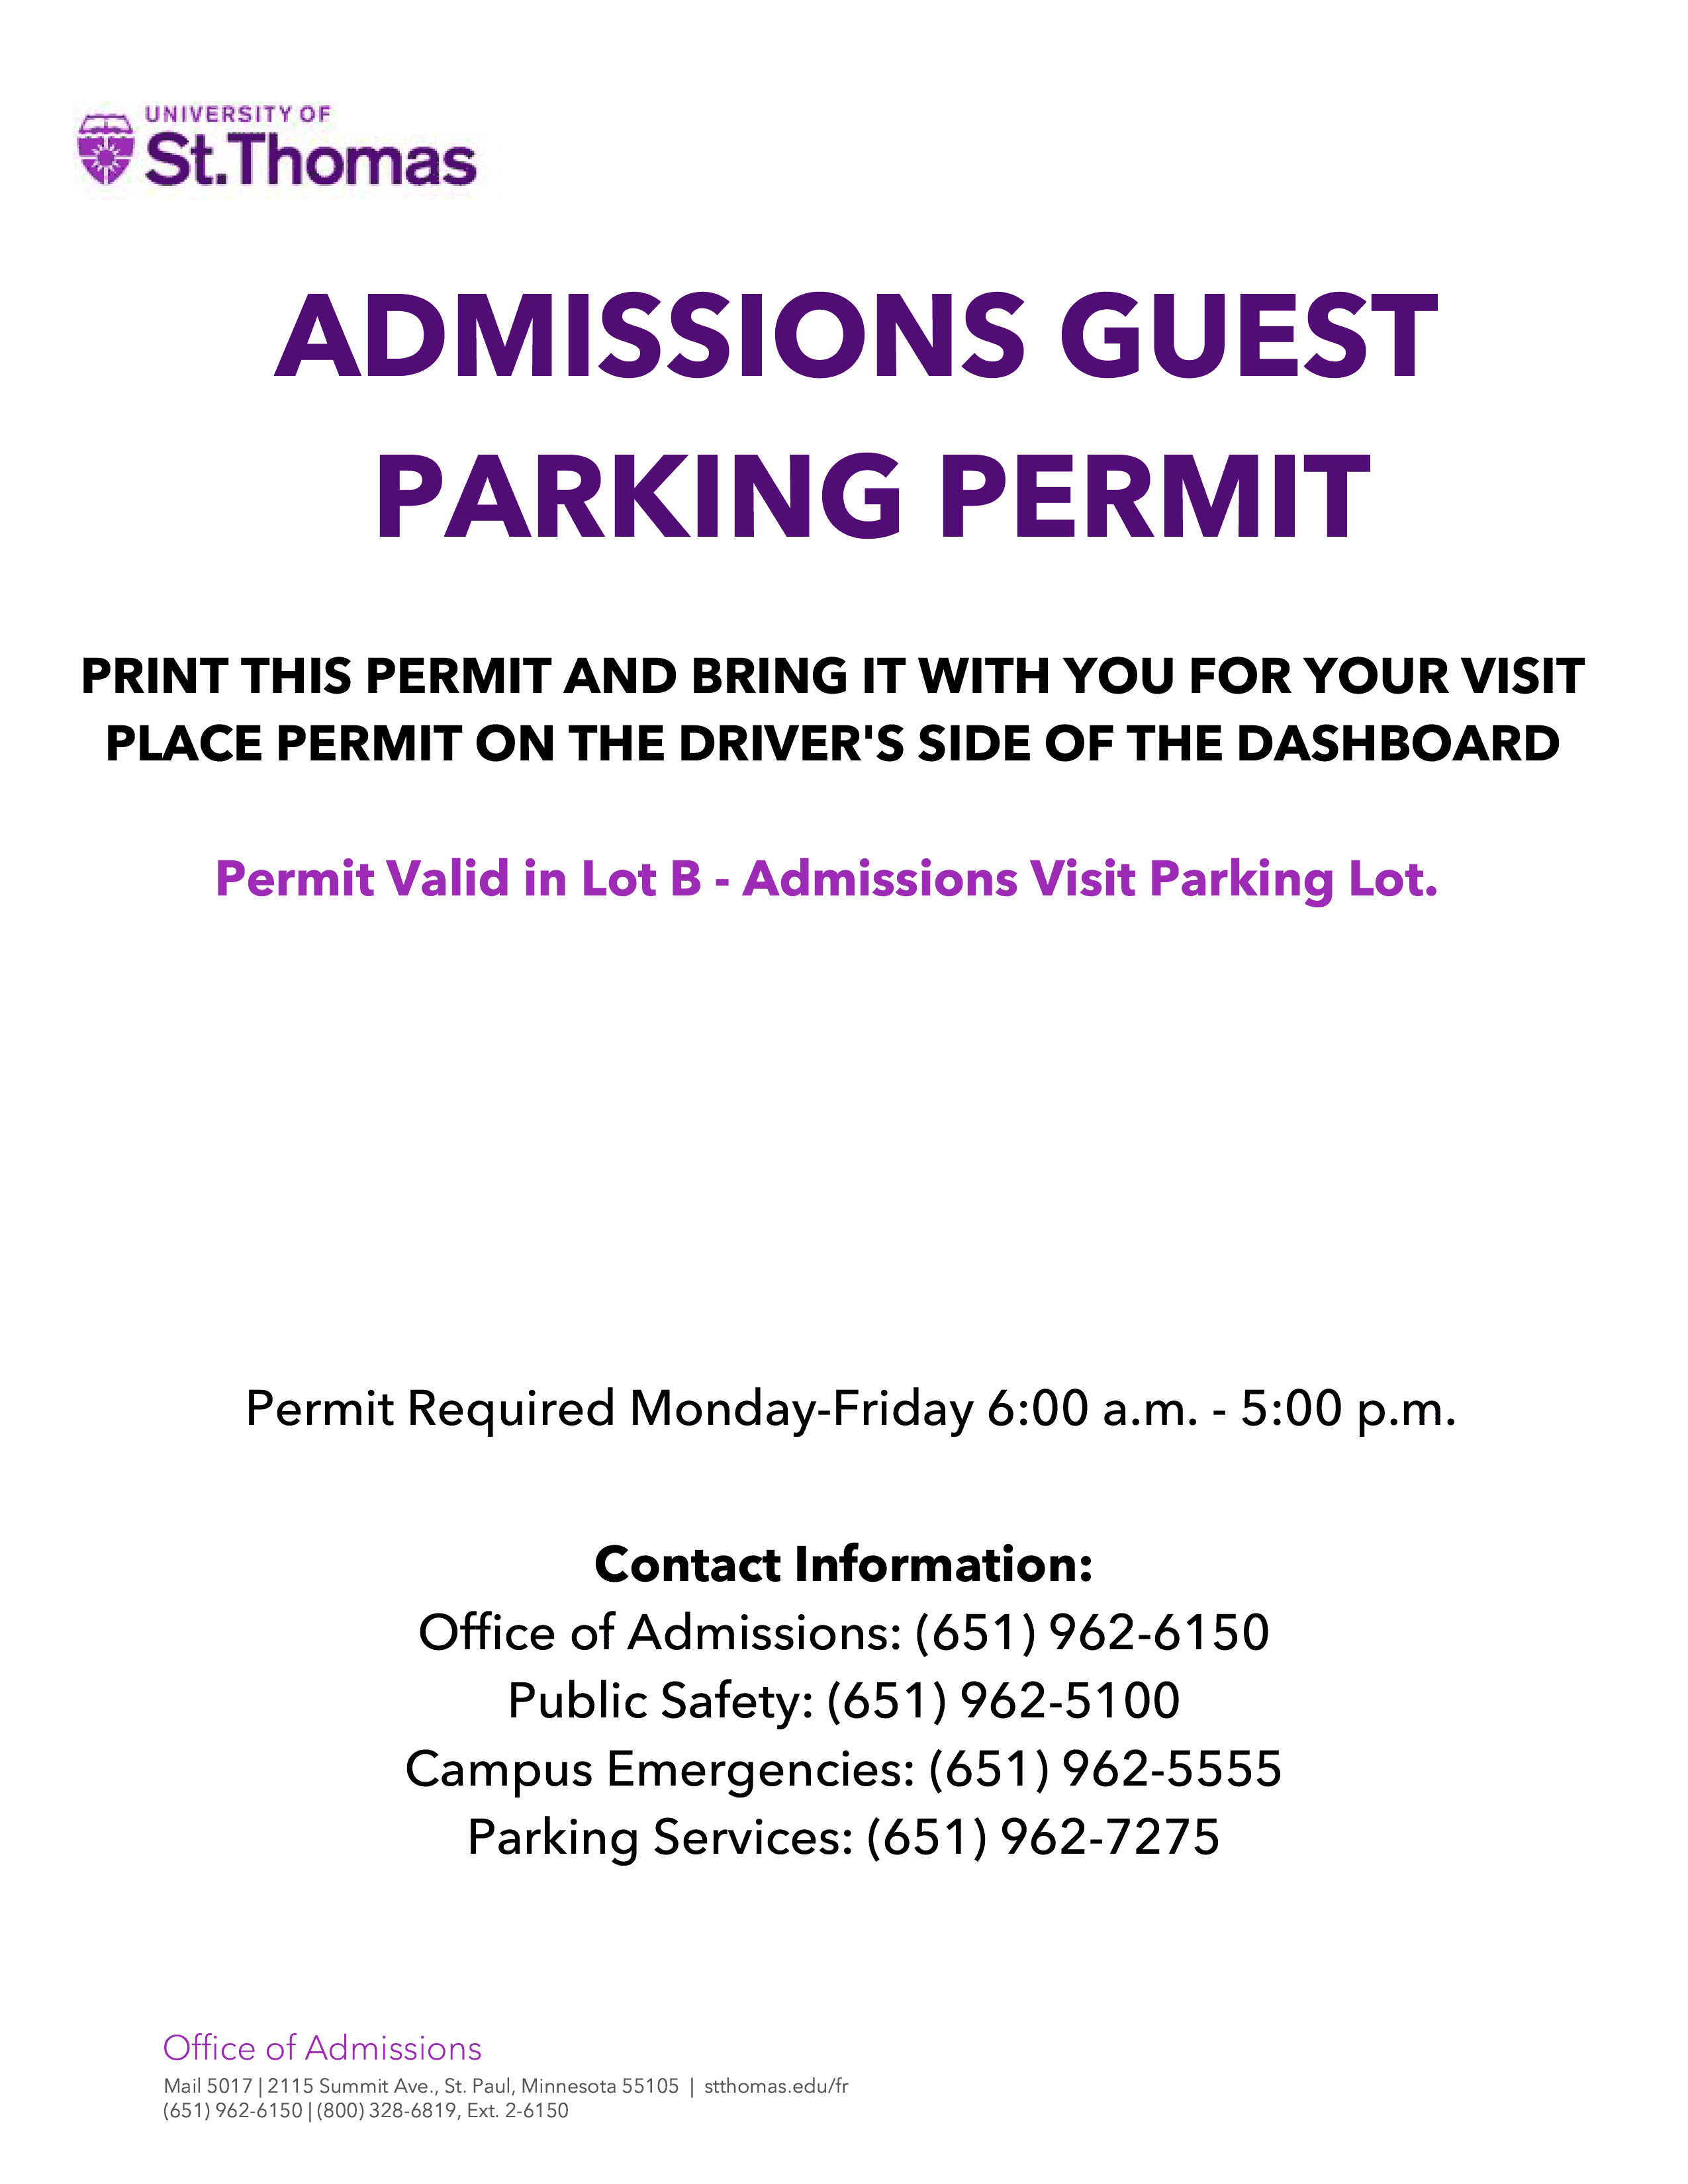 UNIVERSITY OF
St.Thomas
ADMISSIONS GUEST
PARKING PERMIT
PRINT THIS PERMIT AND BRING IT WITH YOU FOR YOUR VISIT
PLACE PERMIT ON THE DRIVER'S SIDE OF THE DASHBOARD
Permit Valid in Lot B - Admissions Visit Parking Lot.
Permit Required Monday-Friday 6:00 a.m. - 5:00 p.m.
Contact Information:
Office of Admissions: (651) 962-6150
Public Safety: (651) 962-5100
Campus Emergencies: (651) 962-5555
Parking Services: (651) 962-7275
Office of Admissions
Mail 5017 | 2115 Summit Ave., St. Paul, Minnesota 55105 | stthomas.edu/fr
(651) 962-6150 | (800) 328-6819, Ext. 2-6150